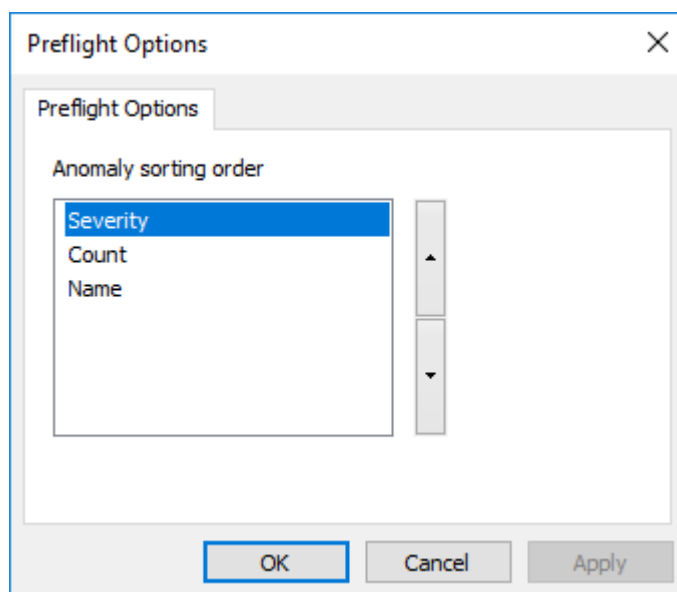 Preflight Options
Preflight Options
Anomaly sorting order
Severity
Count
Name
OK Cancel Apply